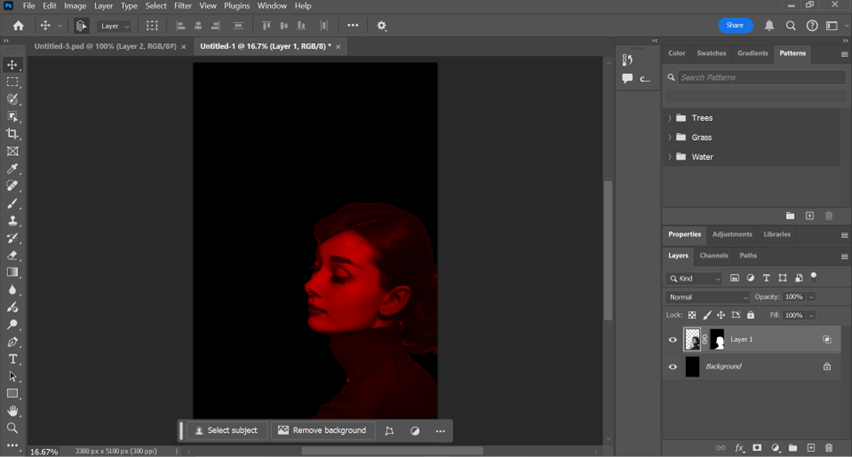 Ps File Edit Image Layer Type Select Filter View Plugins Window Help
Layer Share
Untitled-5.psd @ 100% (Layer 2, RGB/8#) × Untitled-1 @ 16.7% (Layer 1, RGB/8) * ×
C...
Color Swatches Gradients Patterns
Search Patterns
Trees
Grass
Water
Properties Adjustments Libraries
Layers Channels Paths
Kind
Normal Opacity: 100%
Lock: Fill: 100%
Layer 1
Background
Select subject Remove background
16.67% 3300 px x 5100 px (300 ppi)
fx